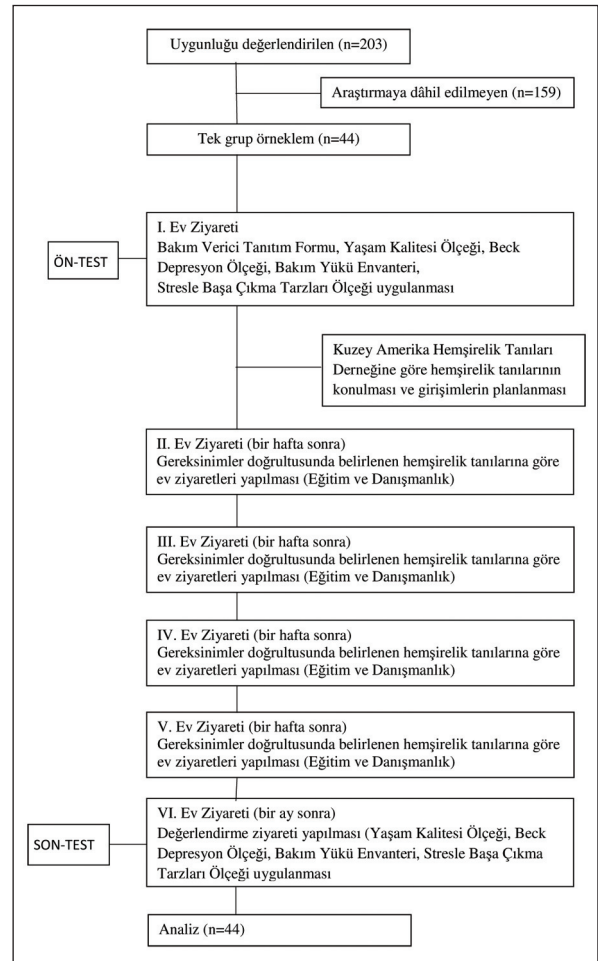 Uygunluğu değerlendirilen (n=203)
Araştırmaya dâhil edilmeyen (n=159)
Tek grup örneklem (n=44)
ÖN-TEST
I. Ev Ziyareti
Bakım Verici Tanıtım Formu, Yaşam Kalitesi Ölçeği, Beck
Depresyon Ölçeği, Bakım Yükü Envanteri,
Stresle Başa Çıkma Tarzları Ölçeği uygulanması
Kuzey Amerika Hemşirelik Tanıları
Derneğine göre hemşirelik tanılarının
konulması ve girişimlerin planlanması
II. Ev Ziyareti (bir hafta sonra)
Gereksinimler doğrultusunda belirlenen hemşirelik tanılarına göre
ev ziyaretleri yapılması (Eğitim ve Danışmanlık)
III. Ev Ziyareti (bir hafta sonra)
Gereksinimler doğrultusunda belirlenen hemşirelik tanılarına göre
ev ziyaretleri yapılması (Eğitim ve Danışmanlık)
IV. Ev Ziyareti (bir hafta sonra)
Gereksinimler doğrultusunda belirlenen hemşirelik tanılarına göre
ev ziyaretleri yapılması (Eğitim ve Danışmanlık)
V. Ev Ziyareti (bir hafta sonra)
Gereksinimler doğrultusunda belirlenen hemşirelik tanılarına göre
ev ziyaretleri yapılması (Eğitim ve Danışmanlık)
SON-TEST
VI. Ev Ziyareti (bir ay sonra)
Değerlendirme ziyareti yapılması (Yaşam Kalitesi Ölçeği, Beck
Depresyon Ölçeği, Bakım Yükü Envanteri, Stresle Başa Çıkma
Tarzları Ölçeği uygulanması
Analiz (n=44)